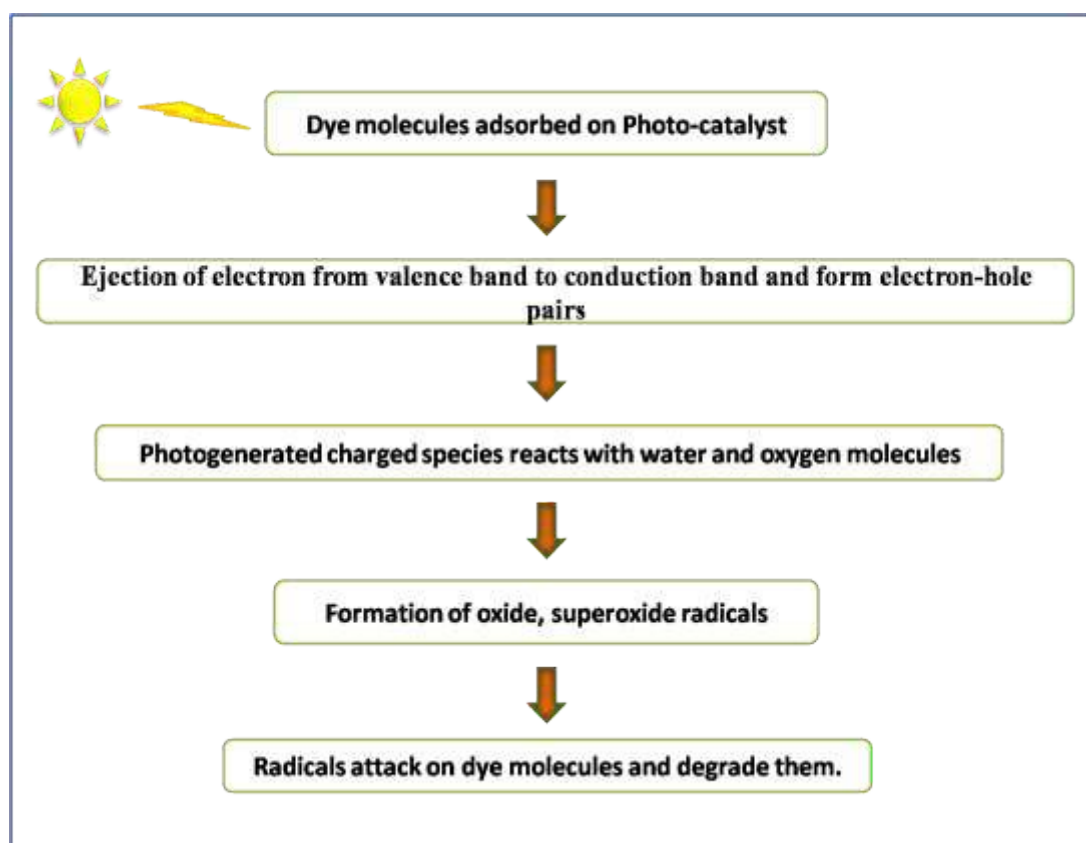 Dye molecules adsorbed on Photo-catalyst
Ejection of electron from valence band to conduction band and form electron-hole
pairs
Photogenerated charged species reacts with water and oxygen molecules
Formation of oxide, superoxide radicals
Radicals attack on dye molecules and degrade them.